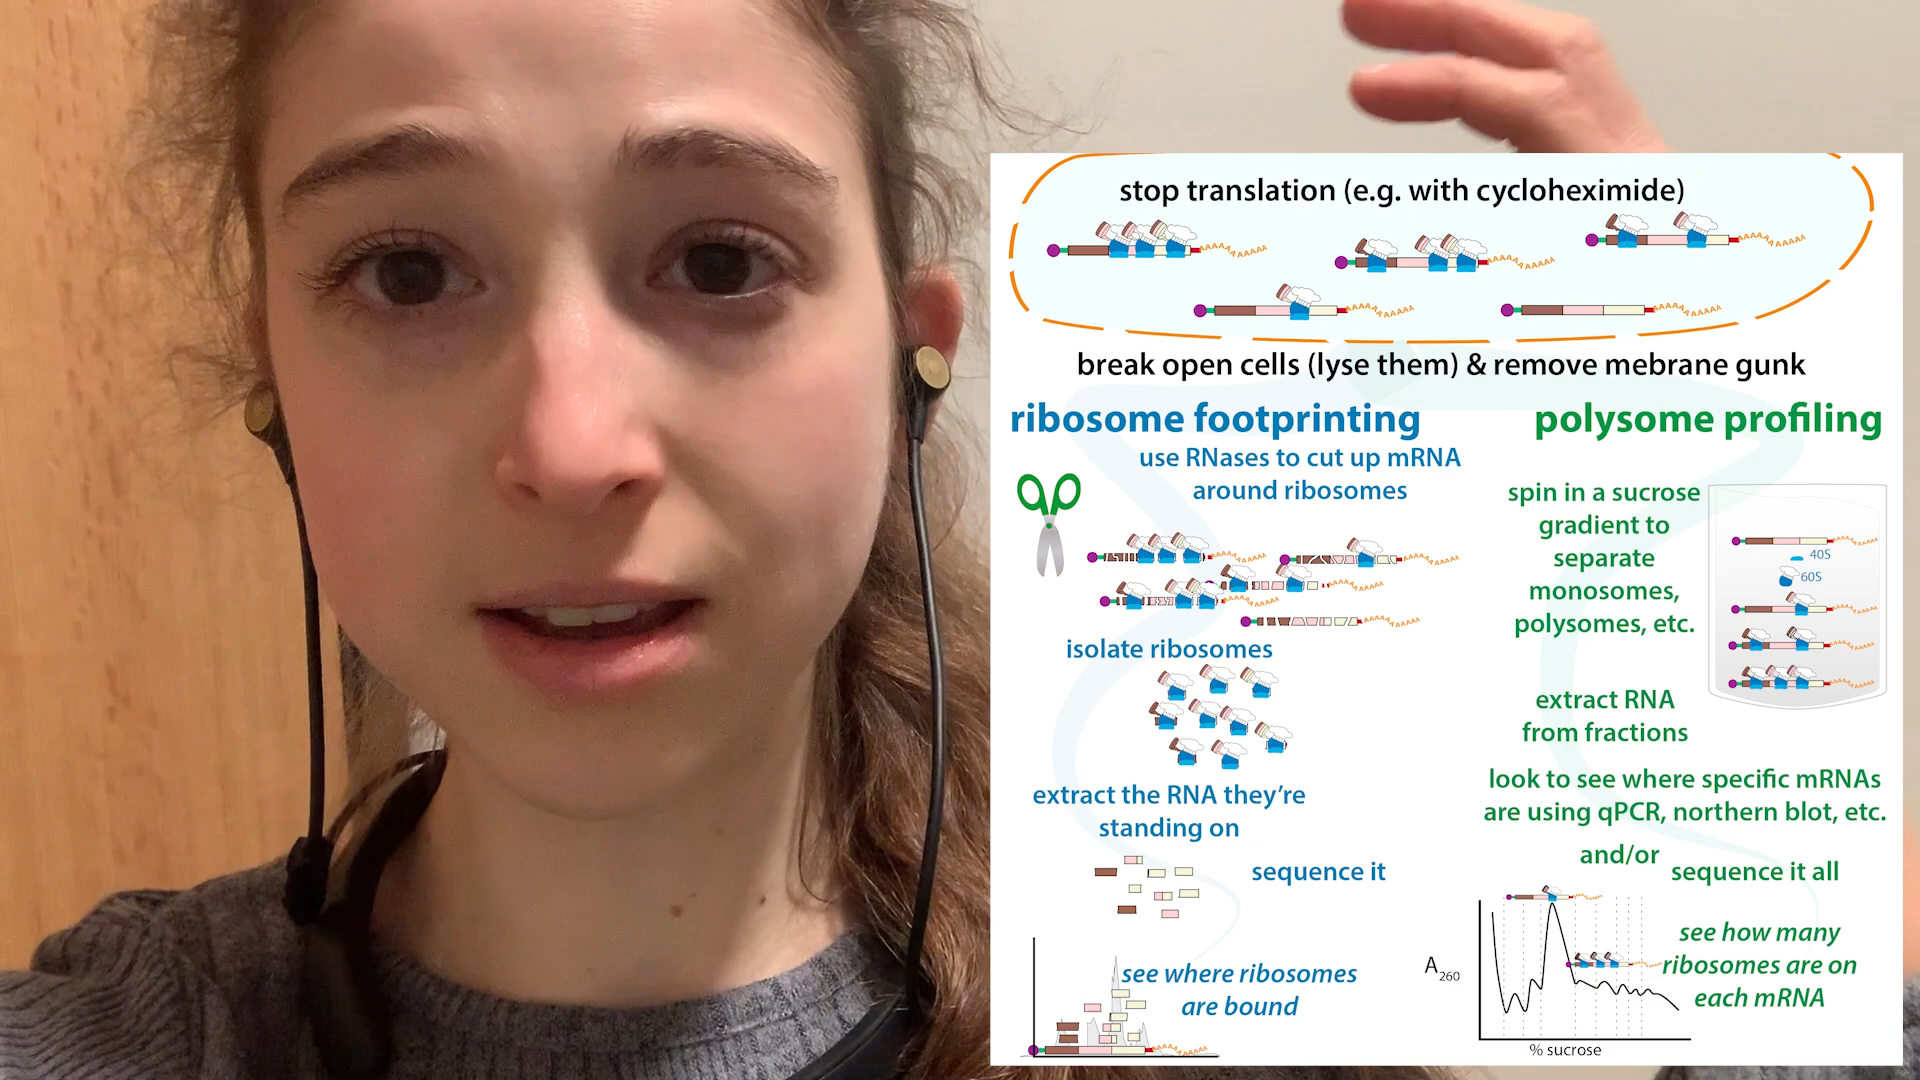 stop translation (e.g. with cycloheximide)
break open cells (lyse them) & remove mebrane gunk
ribosome footprinting
use RNases to cut up mRNA
around ribosomes
isolate ribosomes
extract the RNA they're
standing on
sequence it
see where ribosomes
are bound
polysome profiling
spin in a sucrose
gradient to
separate
monosomes,
polysomes, etc.
40S
60S
extract RNA
from fractions
look to see where specific mRNAs
are using qPCR, northern blot, etc.
and/or
sequence it all
see how many
ribosomes are on
each mRNA
A260
% sucrose